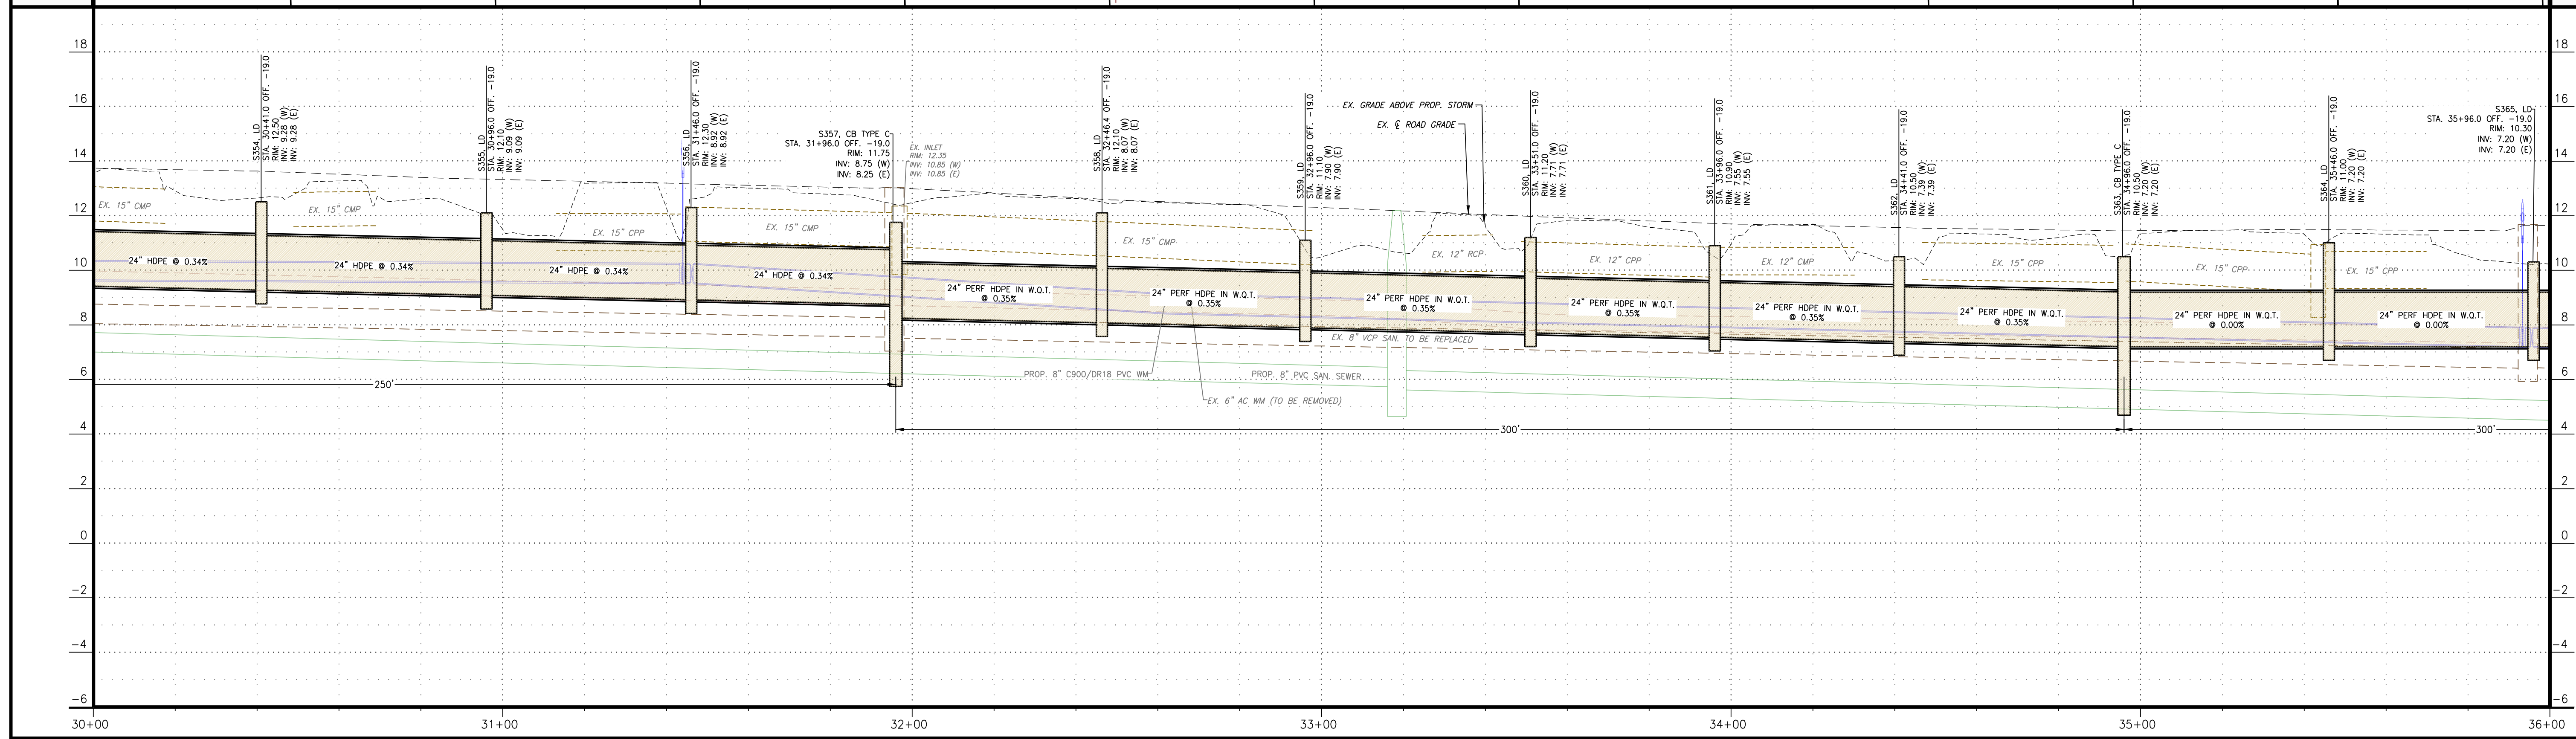 18
16
14
12
10
8
6
4
2
0
-2
-4
-6
S354, LD
STA. 30+41.0 OFF. -19.0
RIM: 12.50
INV: 9.28 (W)
INV: 9.28 (E)
S355, LD
STA. 30+96.0 OFF. -19.0
RIM: 12.10
INV: 9.09 (W)
INV: 9.09 (E)
S356, LD
STA. 31+46.0 OFF. -19.0
RIM: 12.30
INV: 8.92 (W)
INV: 8.92 (E)
S357, CB TYPE C
STA. 31+96.0 OFF. -19.0
RIM: 11.75
INV: 8.75 (W)
INV: 8.25 (E)
EX. INLET
RIM: 12.35
INV: 10.85 (W)
INV: 10.85 (E)
S358, LD
STA. 32+46.4 OFF. -19.0
RIM: 12.10
INV: 8.07 (W)
INV: 8.07 (E)
S359, LD
STA. 32+96.0 OFF. -19.0
RIM: 11.10
INV: 7.90 (W)
INV: 7.90 (E)
EX. GRADE ABOVE PROP. STORM
EX. ℄ ROAD GRADE
S360, LD
STA. 33+51.0 OFF. -19.0
RIM: 11.20
INV: 7.71 (W)
INV: 7.71 (E)
S361, LD
STA. 33+96.0 OFF. -19.0
RIM: 10.90
INV: 7.55 (W)
INV: 7.55 (E)
S362, LD
STA. 34+41.0 OFF. -19.0
RIM: 10.50
INV: 7.39 (W)
INV: 7.39 (E)
S363, CB TYPE C
STA. 34+96.0 OFF. -19.0
RIM: 10.50
INV: 7.20 (W)
INV: 7.20 (E)
S364, LD
STA. 35+46.0 OFF. -19.0
RIM: 11.00
INV: 7.20 (W)
INV: 7.20 (E)
S365, LD
STA. 35+96.0 OFF. -19.0
RIM: 10.30
INV: 7.20 (W)
INV: 7.20 (E)
EX. 15" CMP
EX. 15" CMP
EX. 15" CPP
EX. 15" CMP
EX. 15" CMP
EX. 12" RCP
EX. 12" CPP
EX. 12" CMP
EX. 15" CPP
EX. 15" CPP
EX. 15" CPP
24" HDPE @ 0.34%
24" HDPE @ 0.34%
24" HDPE @ 0.34%
24" HDPE @ 0.34%
24" PERF HDPE IN W.Q.T.
@ 0.35%
24" PERF HDPE IN W.Q.T.
@ 0.35%
24" PERF HDPE IN W.Q.T.
@ 0.35%
24" PERF HDPE IN W.Q.T.
@ 0.35%
24" PERF HDPE IN W.Q.T.
@ 0.35%
24" PERF HDPE IN W.Q.T.
@ 0.35%
24" PERF HDPE IN W.Q.T.
@ 0.00%
24" PERF HDPE IN W.Q.T.
@ 0.00%
EX. 8" VCP SAN. TO BE REPLACED
PROP. 8" C900/DR18 PVC WM
PROP. 8" PVC SAN. SEWER
EX. 6" AC WM (TO BE REMOVED)
250'
300'
300'
18
16
14
12
10
8
6
4
2
0
-2
-4
-6
30+00
31+00
32+00
33+00
34+00
35+00
36+00